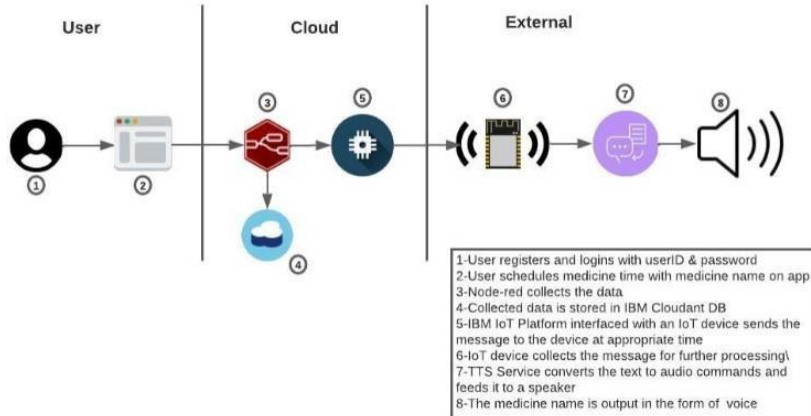 User
Cloud
External
3
5
6
7
8
1
2
4
1-User registers and logins with userID & password
2-User schedules medicine time with medicine name on app
3-Node-red collects the data
4-Collected data is stored in IBM Cloudant DB
5-IBM IoT Platform interfaced with an IoT device sends the
message to the device at appropriate time
6-IoT device collects the message for further processing\
7-TTS Service converts the text to audio commands and
feeds it to a speaker
8-The medicine name is output in the form of voice